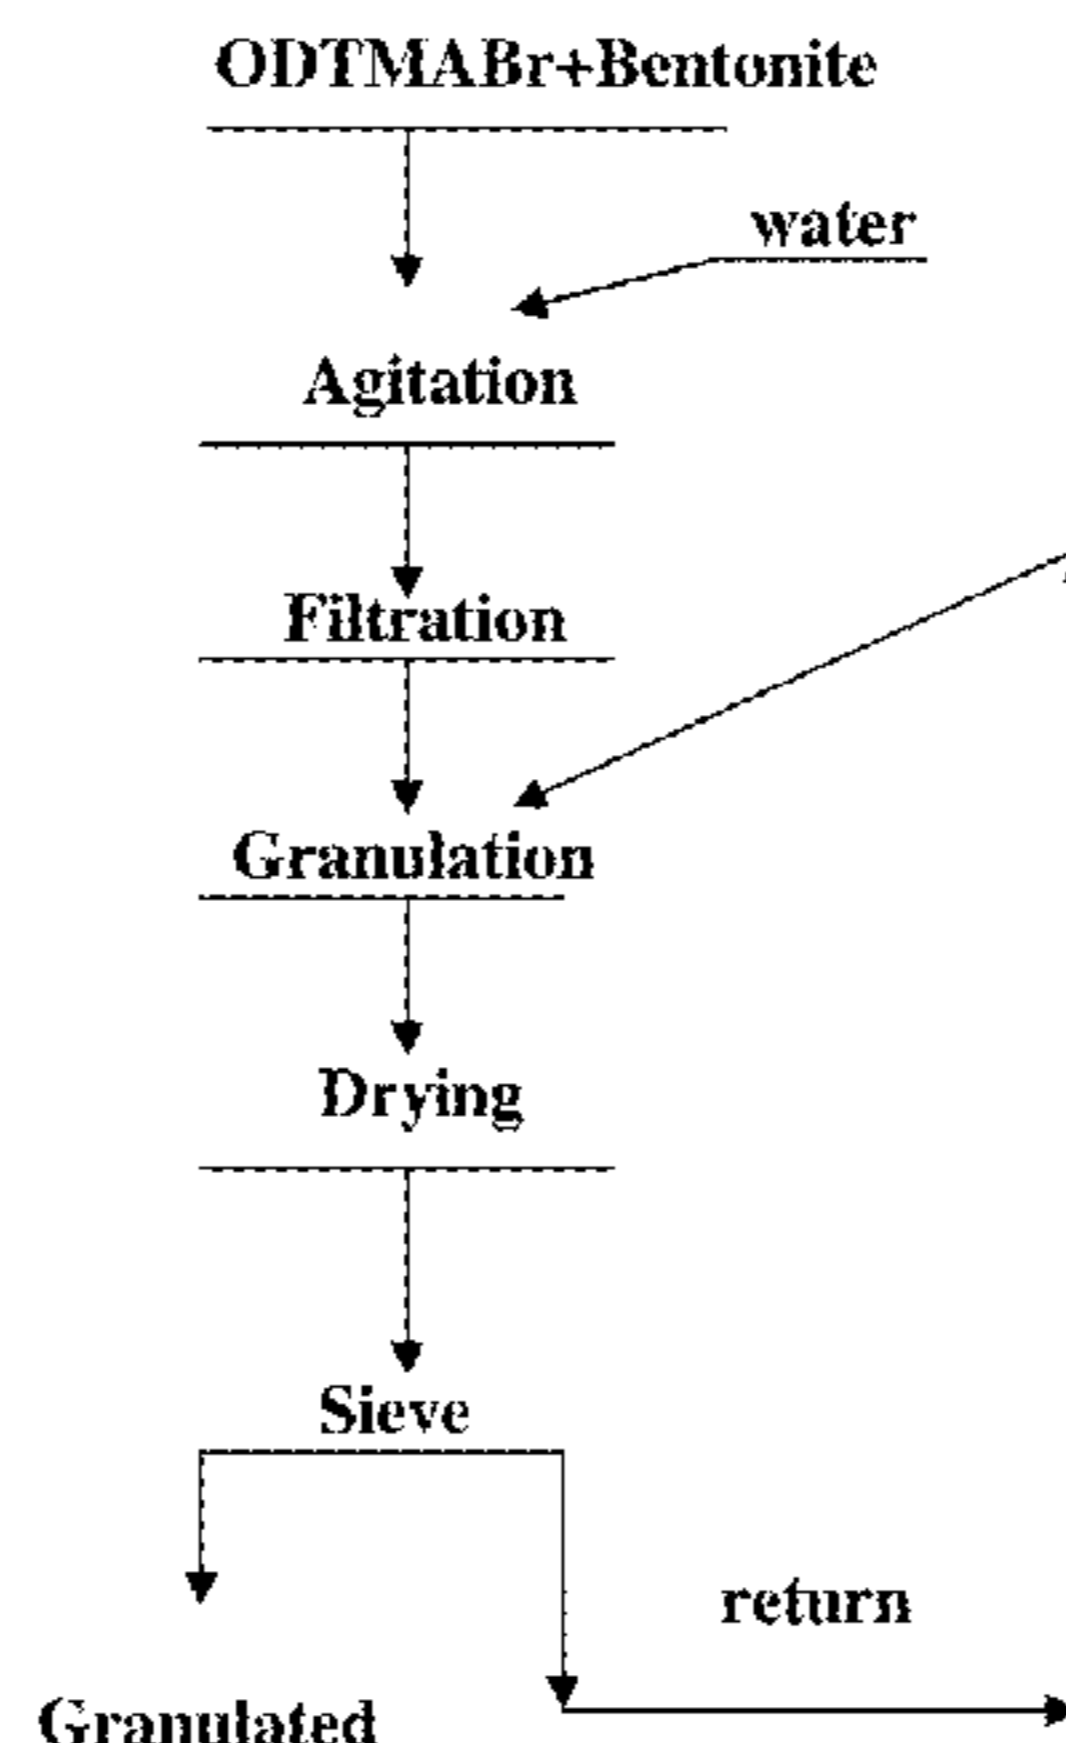 ODTMABr+Bentonite
water
Agitation
Filtration
Granulation
Drying
Sieve
return
Granulated